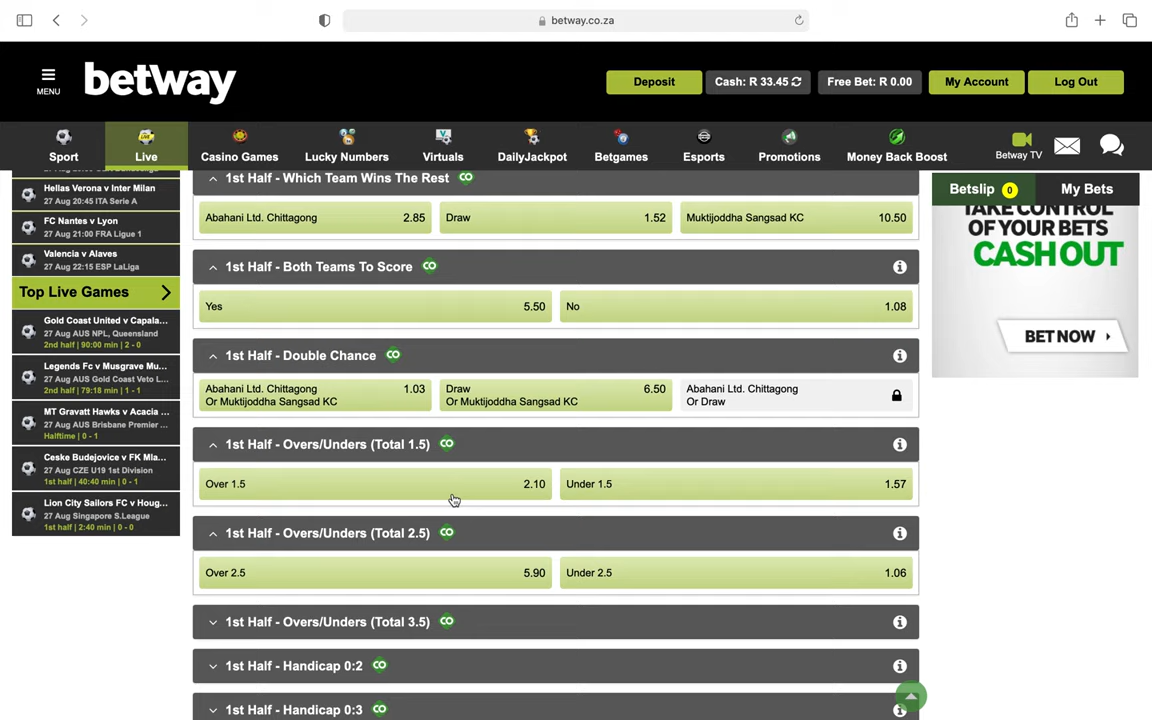 betway.co.za
MENU
betway
Deposit
Cash: R 33.45
Free Bet: R 0.00
My Account
Log Out
Sport
Live
Casino Games
Lucky Numbers
Virtuals
DailyJackpot
Betgames
Esports
Promotions
Money Back Boost
Betway TV
Hellas Verona v Inter Milan
27 Aug 20:45 ITA Serie A
FC Nantes v Lyon
27 Aug 21:00 FRA Ligue 1
Valencia v Alaves
27 Aug 22:15 ESP LaLiga
Top Live Games
Gold Coast United v Capala...
27 Aug AUS NPL, Queensland
2nd half | 90:00 min | 2 - 0
Legends Fc v Musgrave Mu...
27 Aug AUS Gold Coast Veto L...
2nd half | 79:18 min | 1 - 1
MT Gravatt Hawks v Acacia ...
27 Aug AUS Brisbane Premier ...
Halftime | 0 - 1
Ceske Budejovice v FK Mla...
27 Aug CZE U19 1st Division
1st half | 40:40 min | 0 - 1
Lion City Sailors FC v Houg...
27 Aug Singapore S.League
1st half | 2:40 min | 0 - 0
1st Half - Which Team Wins The Rest CO
Abahani Ltd. Chittagong 2.85
Draw 1.52
Muktijoddha Sangsad KC 10.50
1st Half - Both Teams To Score CO
Yes 5.50
No 1.08
1st Half - Double Chance CO
Abahani Ltd. Chittagong 1.03
Or Muktijoddha Sangsad KC
Draw 6.50
Or Muktijoddha Sangsad KC
Abahani Ltd. Chittagong
Or Draw
1st Half - Overs/Unders (Total 1.5) CO
Over 1.5 2.10
Under 1.5 1.57
1st Half - Overs/Unders (Total 2.5) CO
Over 2.5 5.90
Under 2.5 1.06
1st Half - Overs/Unders (Total 3.5) CO
1st Half - Handicap 0:2 CO
1st Half - Handicap 0:3 CO
Betslip 0
My Bets
TAKE CONTROL
OF YOUR BETS
CASH OUT
BET NOW